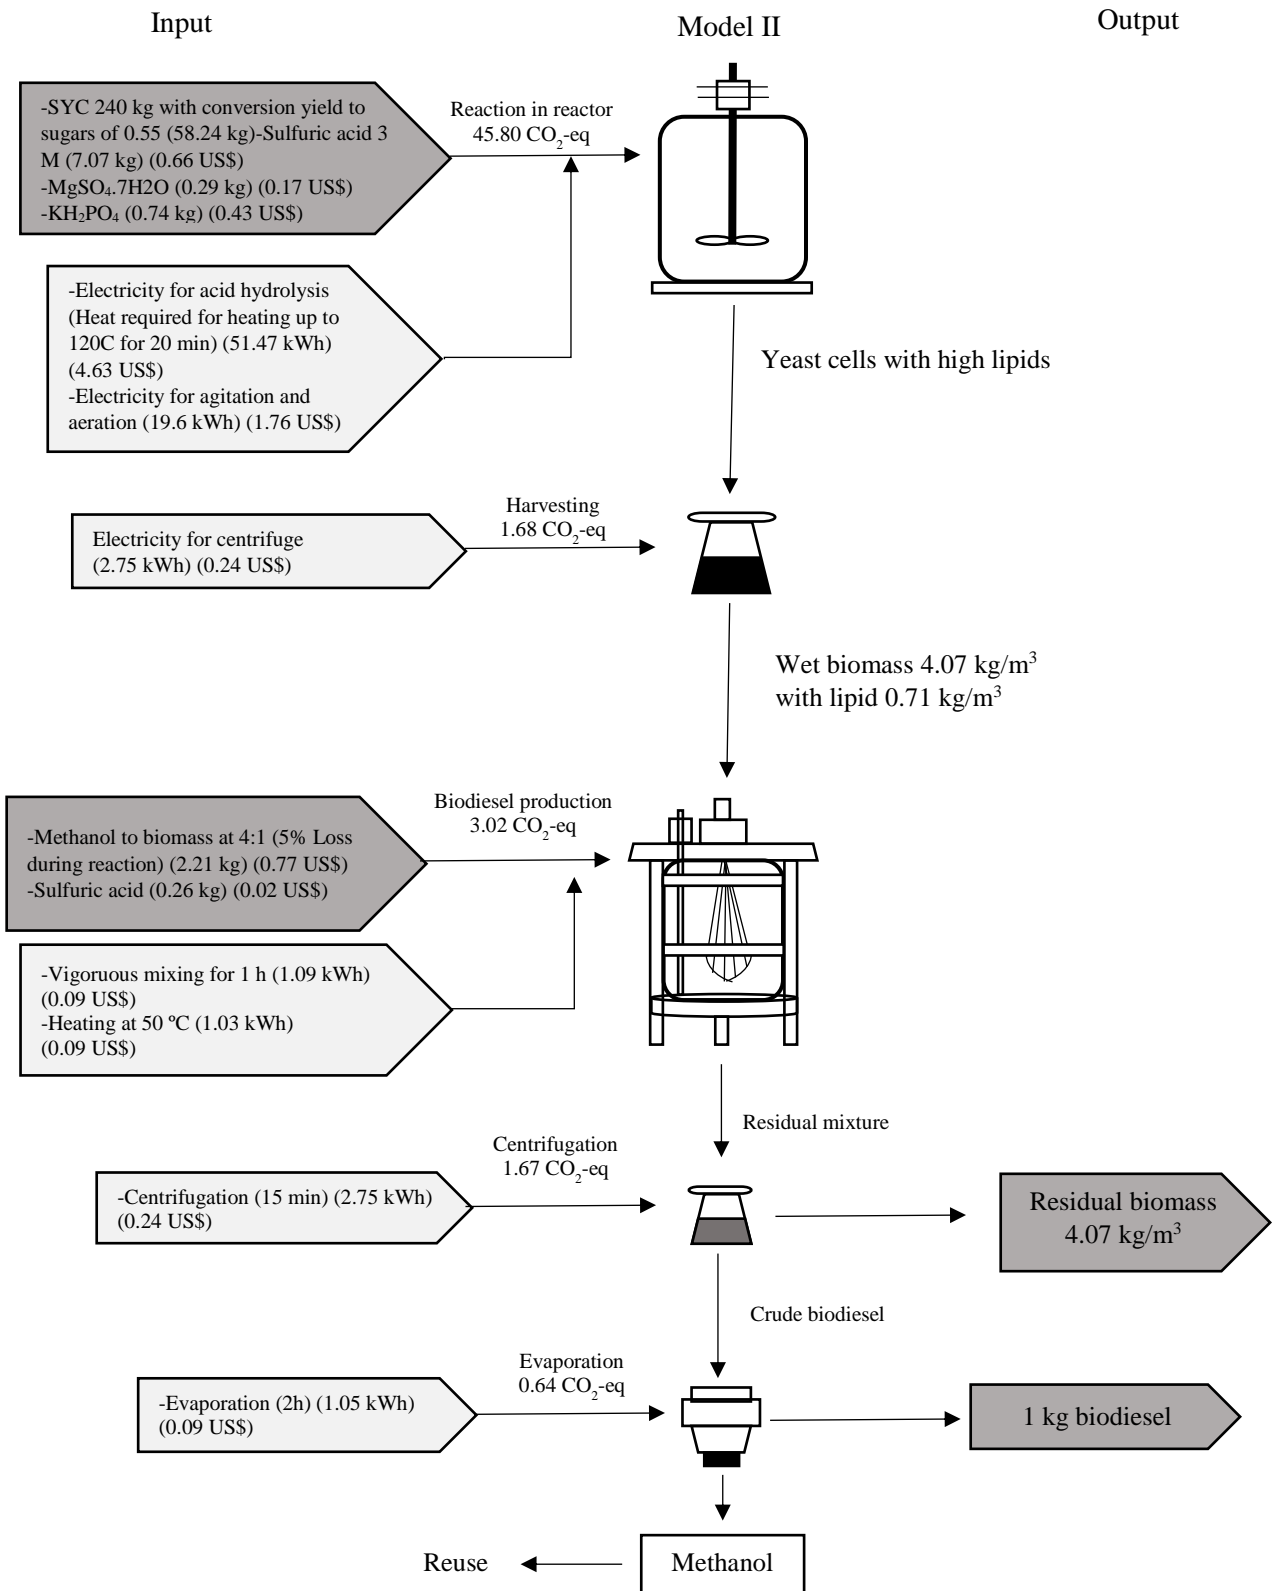 Input
Model II
Output
-SYC 240 kg with conversion yield to
sugars of 0.55 (58.24 kg)-Sulfuric acid 3
M (7.07 kg) (0.66 US$)
-MgSO₄.7H2O (0.29 kg) (0.17 US$)
-KH₂PO₄ (0.74 kg) (0.43 US$)
Reaction in reactor
45.80 CO₂-eq
-Electricity for acid hydrolysis
(Heat required for heating up to
120C for 20 min) (51.47 kWh)
(4.63 US$)
-Electricity for agitation and
aeration (19.6 kWh) (1.76 US$)
Yeast cells with high lipids
Electricity for centrifuge
(2.75 kWh) (0.24 US$)
Harvesting
1.68 CO₂-eq
Wet biomass 4.07 kg/m³
with lipid 0.71 kg/m³
-Methanol to biomass at 4:1 (5% Loss
during reaction) (2.21 kg) (0.77 US$)
-Sulfuric acid (0.26 kg) (0.02 US$)
Biodiesel production
3.02 CO₂-eq
-Vigoruous mixing for 1 h (1.09 kWh)
(0.09 US$)
-Heating at 50 ºC (1.03 kWh)
(0.09 US$)
Residual mixture
-Centrifugation (15 min) (2.75 kWh)
(0.24 US$)
Centrifugation
1.67 CO₂-eq
Residual biomass
4.07 kg/m³
Crude biodiesel
-Evaporation (2h) (1.05 kWh)
(0.09 US$)
Evaporation
0.64 CO₂-eq
1 kg biodiesel
Reuse
Methanol